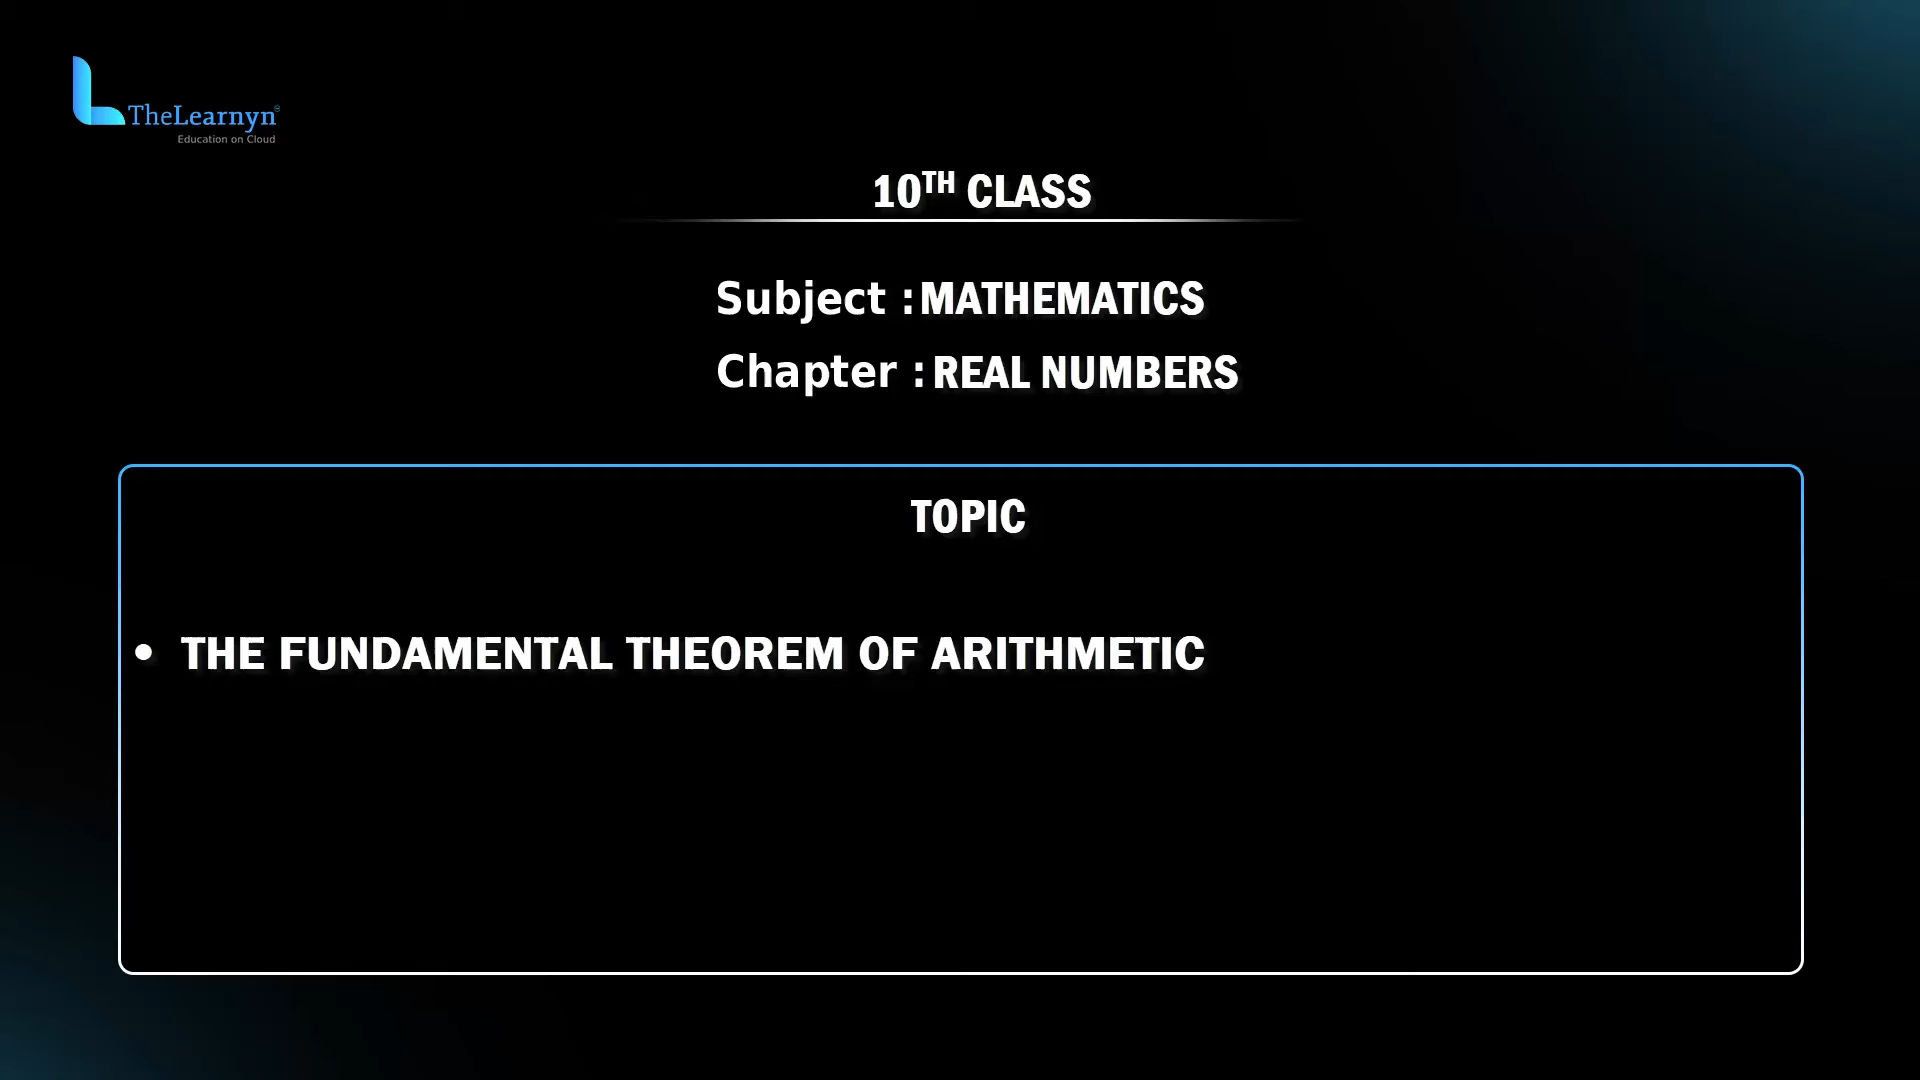 TheLearnyn
Education on Cloud
10TH CLASS
Subject : MATHEMATICS
Chapter : REAL NUMBERS
TOPIC
• THE FUNDAMENTAL THEOREM OF ARITHMETIC